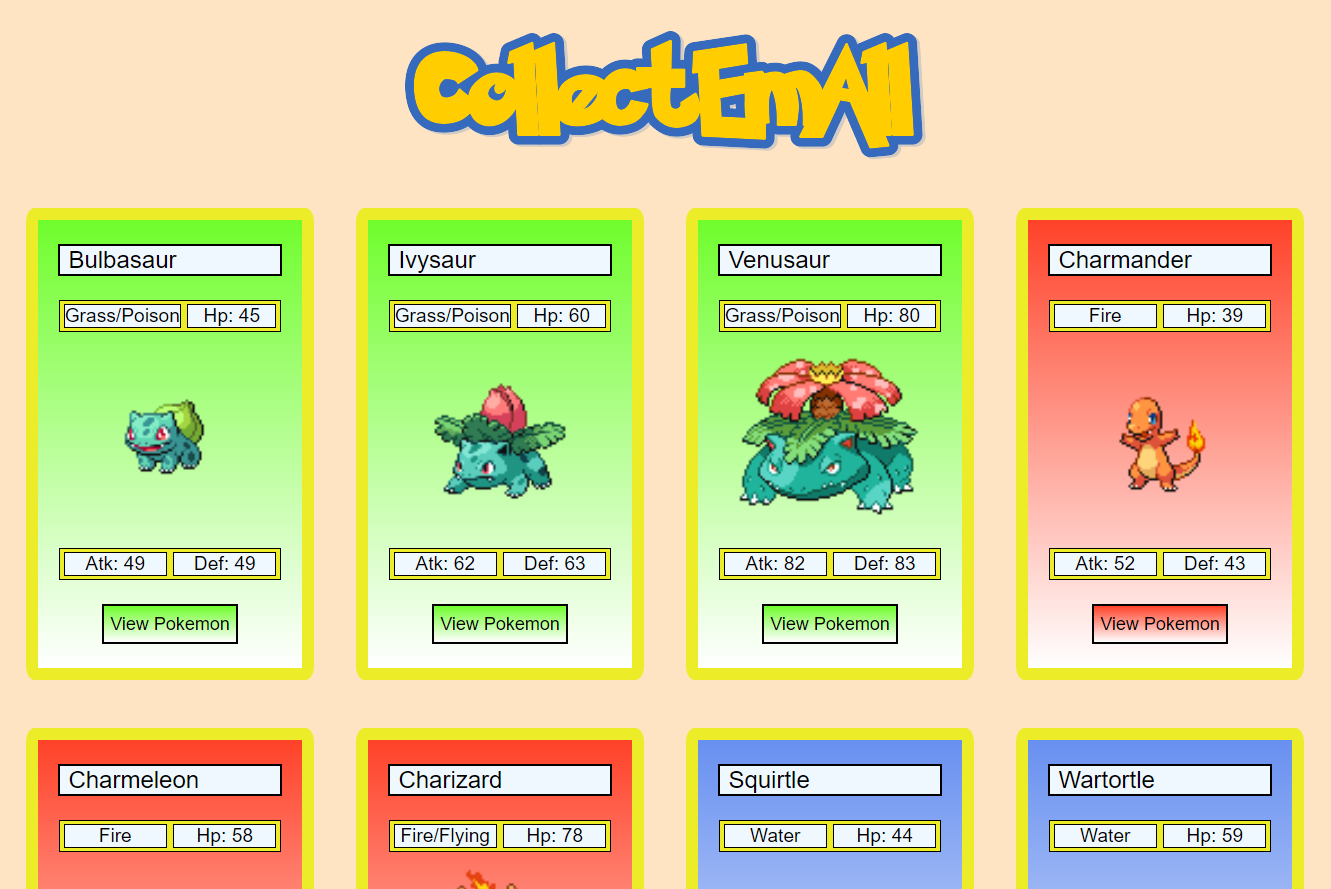 Collect Em All
Bulbasaur
Grass/Poison Hp: 45
Atk: 49 Def: 49
View Pokemon
Ivysaur
Grass/Poison Hp: 60
Atk: 62 Def: 63
View Pokemon
Venusaur
Grass/Poison Hp: 80
Atk: 82 Def: 83
View Pokemon
Charmander
Fire Hp: 39
Atk: 52 Def: 43
View Pokemon
Charmeleon
Fire Hp: 58
Charizard
Fire/Flying Hp: 78
Squirtle
Water Hp: 44
Wartortle
Water Hp: 59